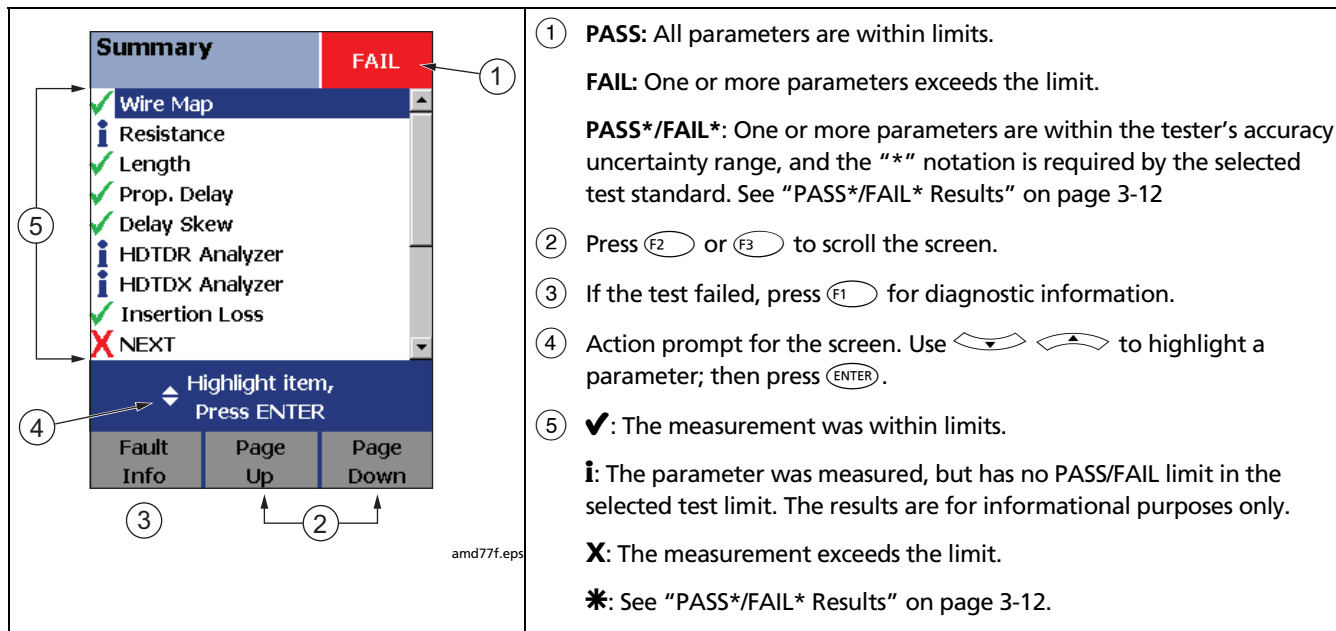 Summary
FAIL
1
✓ Wire Map
i Resistance
✓ Length
✓ Prop. Delay
✓ Delay Skew
i HDTDR Analyzer
i HDTDX Analyzer
✓ Insertion Loss
X NEXT
5
Highlight item,
Press ENTER
4
Fault
Info
Page
Up
Page
Down
3
2
amd77f.eps
1 PASS: All parameters are within limits.
FAIL: One or more parameters exceeds the limit.
PASS*/FAIL*: One or more parameters are within the tester's accuracy
uncertainty range, and the "*" notation is required by the selected
test standard. See "PASS*/FAIL* Results" on page 3-12
2 Press F2 or F3 to scroll the screen.
3 If the test failed, press F1 for diagnostic information.
4 Action prompt for the screen. Use to highlight a
parameter; then press ENTER.
5 ✔: The measurement was within limits.
i: The parameter was measured, but has no PASS/FAIL limit in the
selected test limit. The results are for informational purposes only.
X: The measurement exceeds the limit.
✱: See "PASS*/FAIL* Results" on page 3-12.